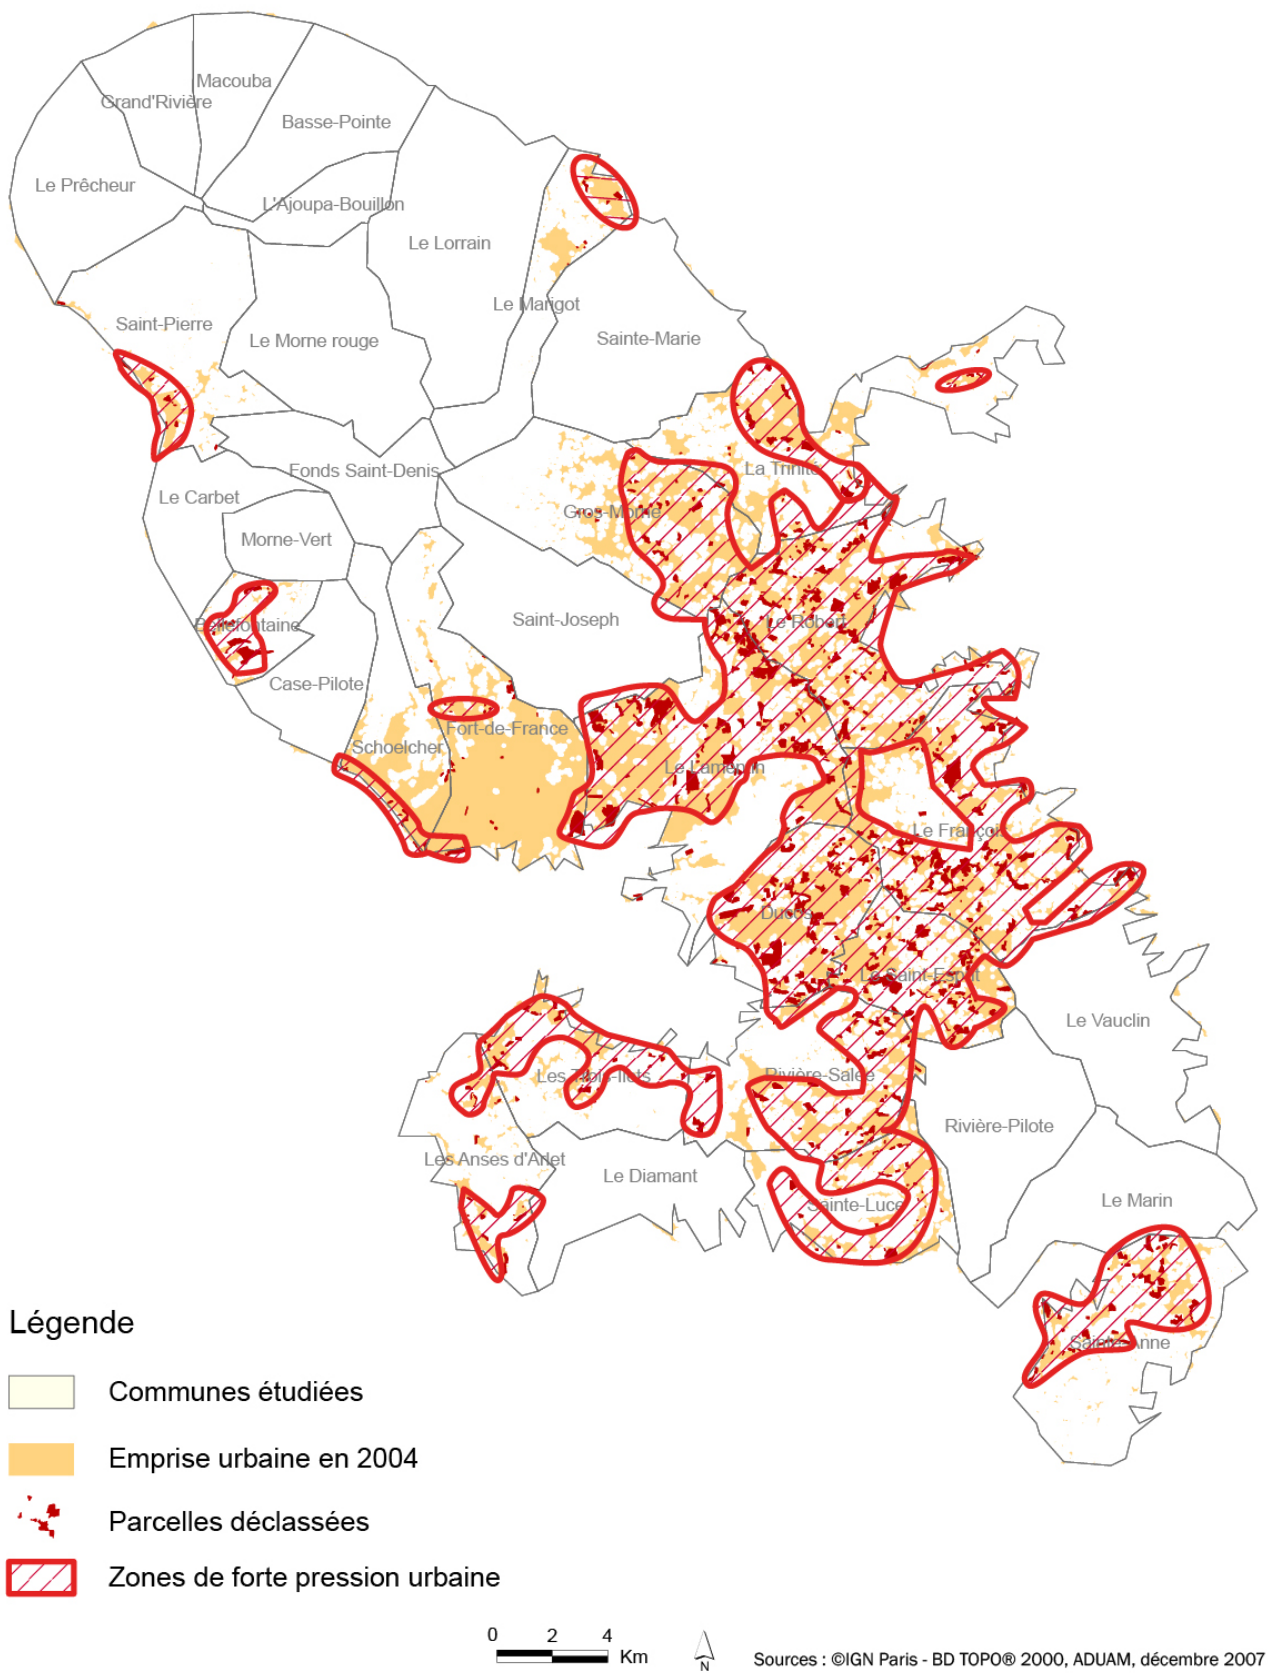 Macouba
Grand'Rivière
Basse-Pointe
Le Prêcheur
L'Ajoupa-Bouillon
Le Lorrain
Le Marigot
Saint-Pierre
Le Morne rouge
Sainte-Marie
La Trinité
Fonds Saint-Denis
Le Carbet
Gros-Morne
Morne-Vert
Saint-Joseph
Le Robert
Bellefontaine
Case-Pilote
Fort-de-France
Schoelcher
Le Lamentin
Le François
Ducos
Le Saint-Esprit
Le Vauclin
Les Trois-Ilets
Rivière-Salée
Rivière-Pilote
Les Anses d'Arlet
Le Diamant
Le Marin
Sainte-Luce
Sainte-Anne
Légende
Communes étudiées
Emprise urbaine en 2004
Parcelles déclassées
Zones de forte pression urbaine
0 2 4
Km
N
Sources : ©IGN Paris - BD TOPO® 2000, ADUAM, décembre 2007